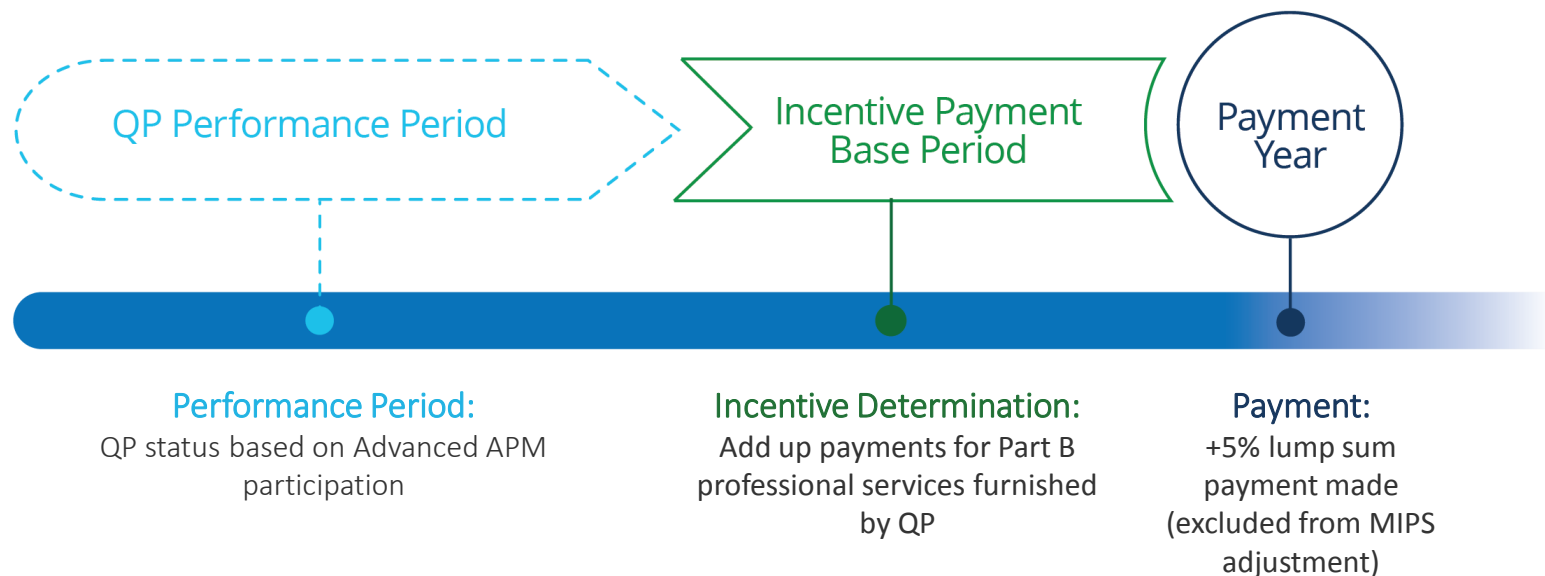 QP Performance Period
Incentive Payment
Base Period
Payment
Year
Performance Period:
QP status based on Advanced APM
participation
Incentive Determination:
Add up payments for Part B
professional services furnished
by QP
Payment:
+5% lump sum
payment made
(excluded from MIPS
adjustment)